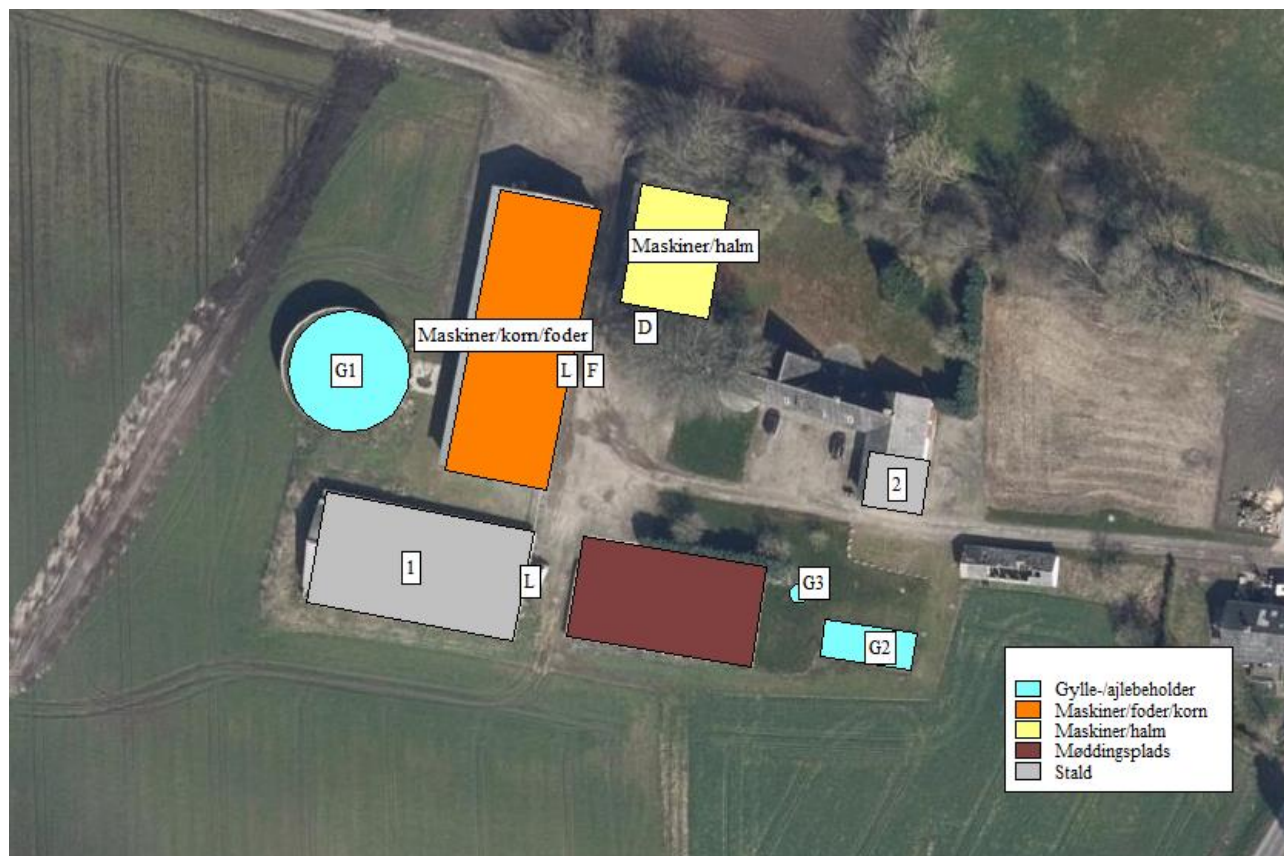 Maskiner/halm
D
Maskiner/korn/foder
L
F
G1
2
1
L
G3
G2
Gylle-/ajlebeholder
Maskiner/foder/korn
Maskiner/halm
Møddingsplads
Stald